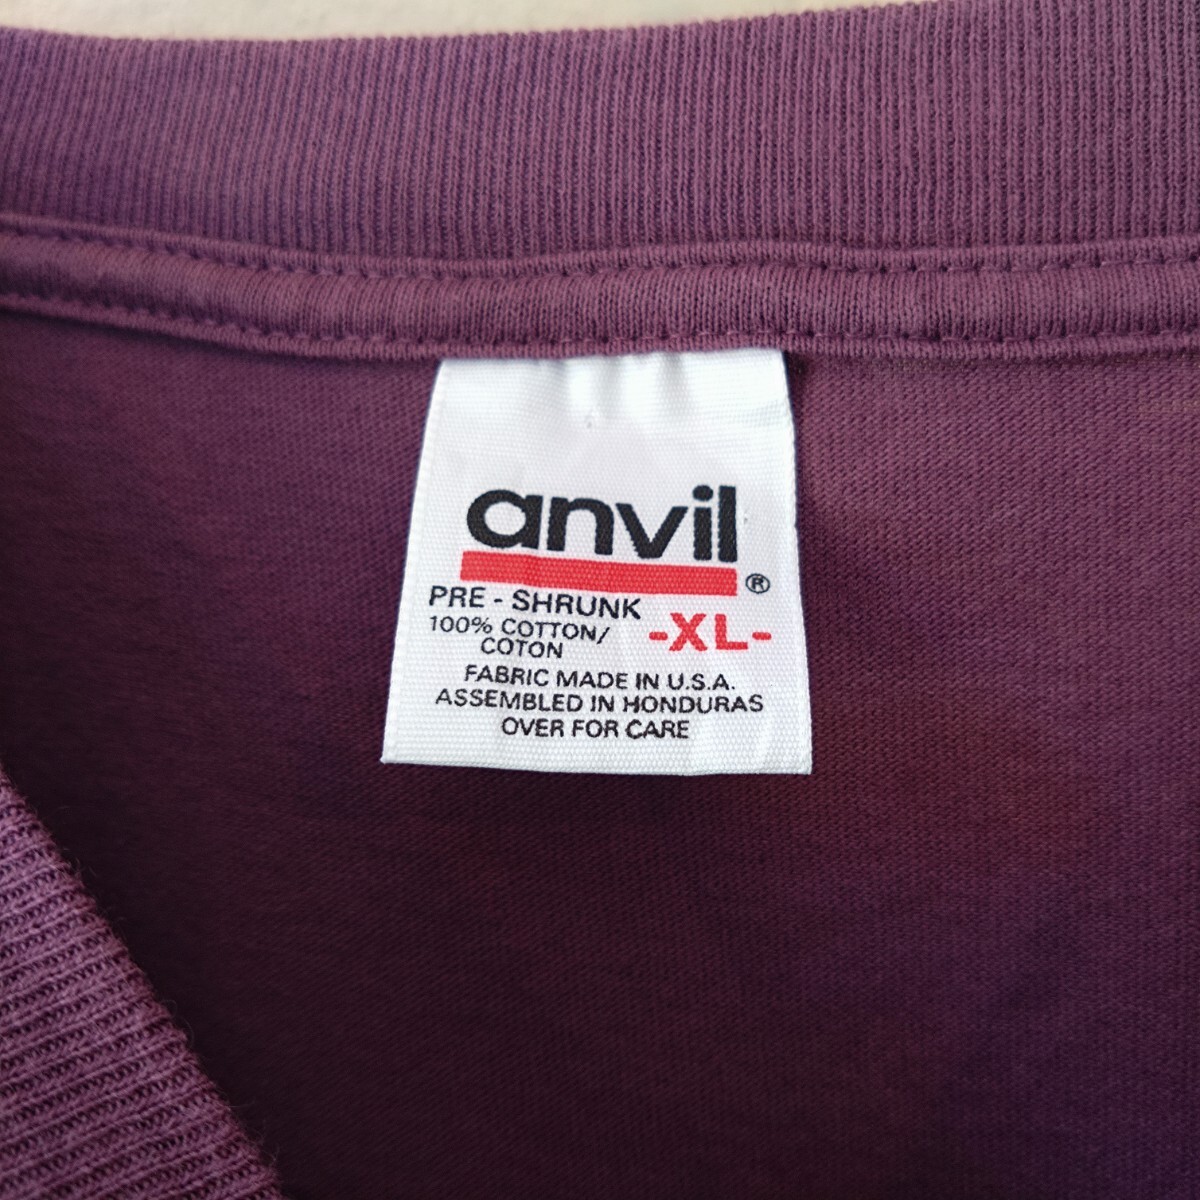 anvil®
PRE - SHRUNK
100% COTTON/
COTON
-XL-
FABRIC MADE IN U.S.A.
ASSEMBLED IN HONDURAS
OVER FOR CARE